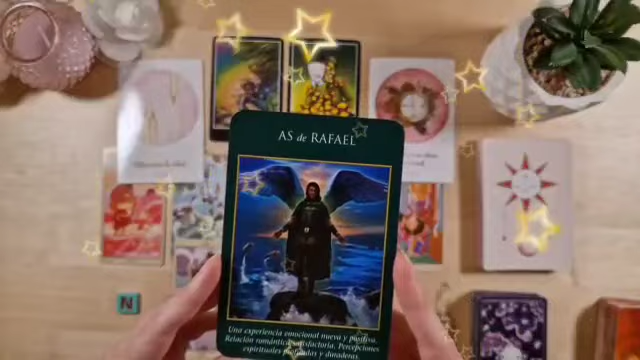 AS de RAFAEL
Una experiencia emocional nueva y positiva.
Relación romántica satisfactoria. Percepciones
espirituales profundas y duraderas.
N